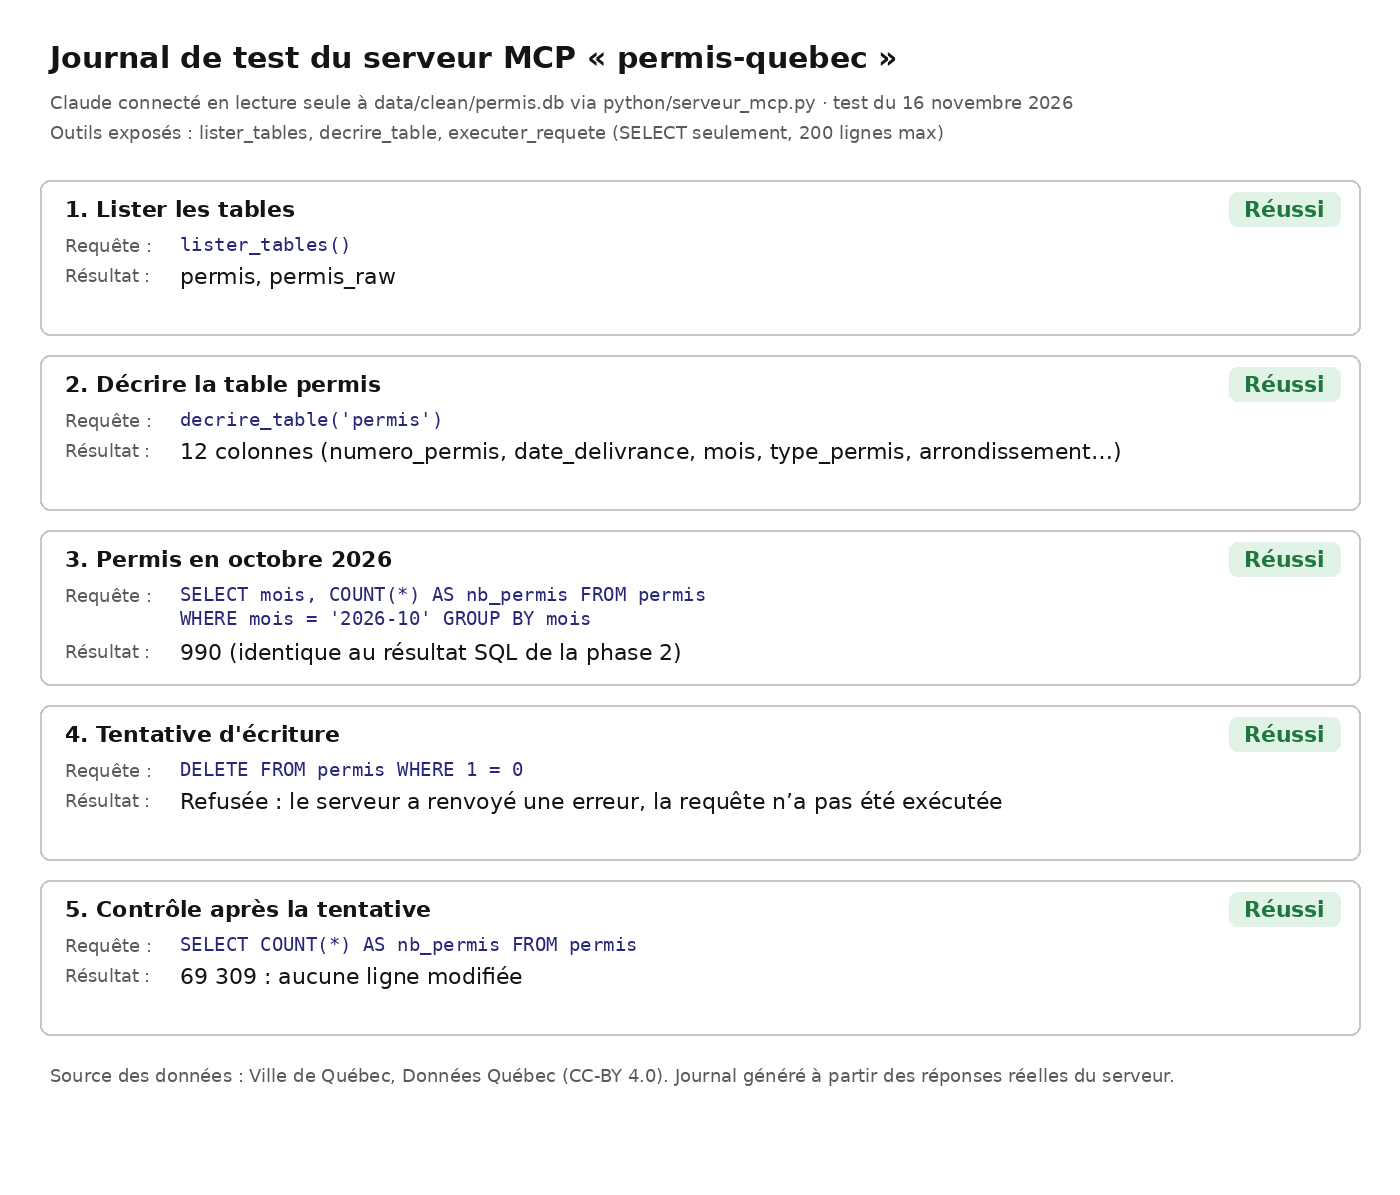 Journal de test du serveur MCP « permis-quebec »
Claude connecté en lecture seule à data/clean/permis.db via python/serveur_mcp.py · test du 16 novembre 2026
Outils exposés : lister_tables, decrire_table, executer_requete (SELECT seulement, 200 lignes max)
1. Lister les tables
Réussi
Requête : lister_tables()
Résultat : permis, permis_raw
2. Décrire la table permis
Réussi
Requête : decrire_table('permis')
Résultat : 12 colonnes (numero_permis, date_delivrance, mois, type_permis, arrondissement…)
3. Permis en octobre 2026
Réussi
Requête : SELECT mois, COUNT(*) AS nb_permis FROM permis
WHERE mois = '2026-10' GROUP BY mois
Résultat : 990 (identique au résultat SQL de la phase 2)
4. Tentative d'écriture
Réussi
Requête : DELETE FROM permis WHERE 1 = 0
Résultat : Refusée : le serveur a renvoyé une erreur, la requête n’a pas été exécutée
5. Contrôle après la tentative
Réussi
Requête : SELECT COUNT(*) AS nb_permis FROM permis
Résultat : 69 309 : aucune ligne modifiée
Source des données : Ville de Québec, Données Québec (CC-BY 4.0). Journal généré à partir des réponses réelles du serveur.